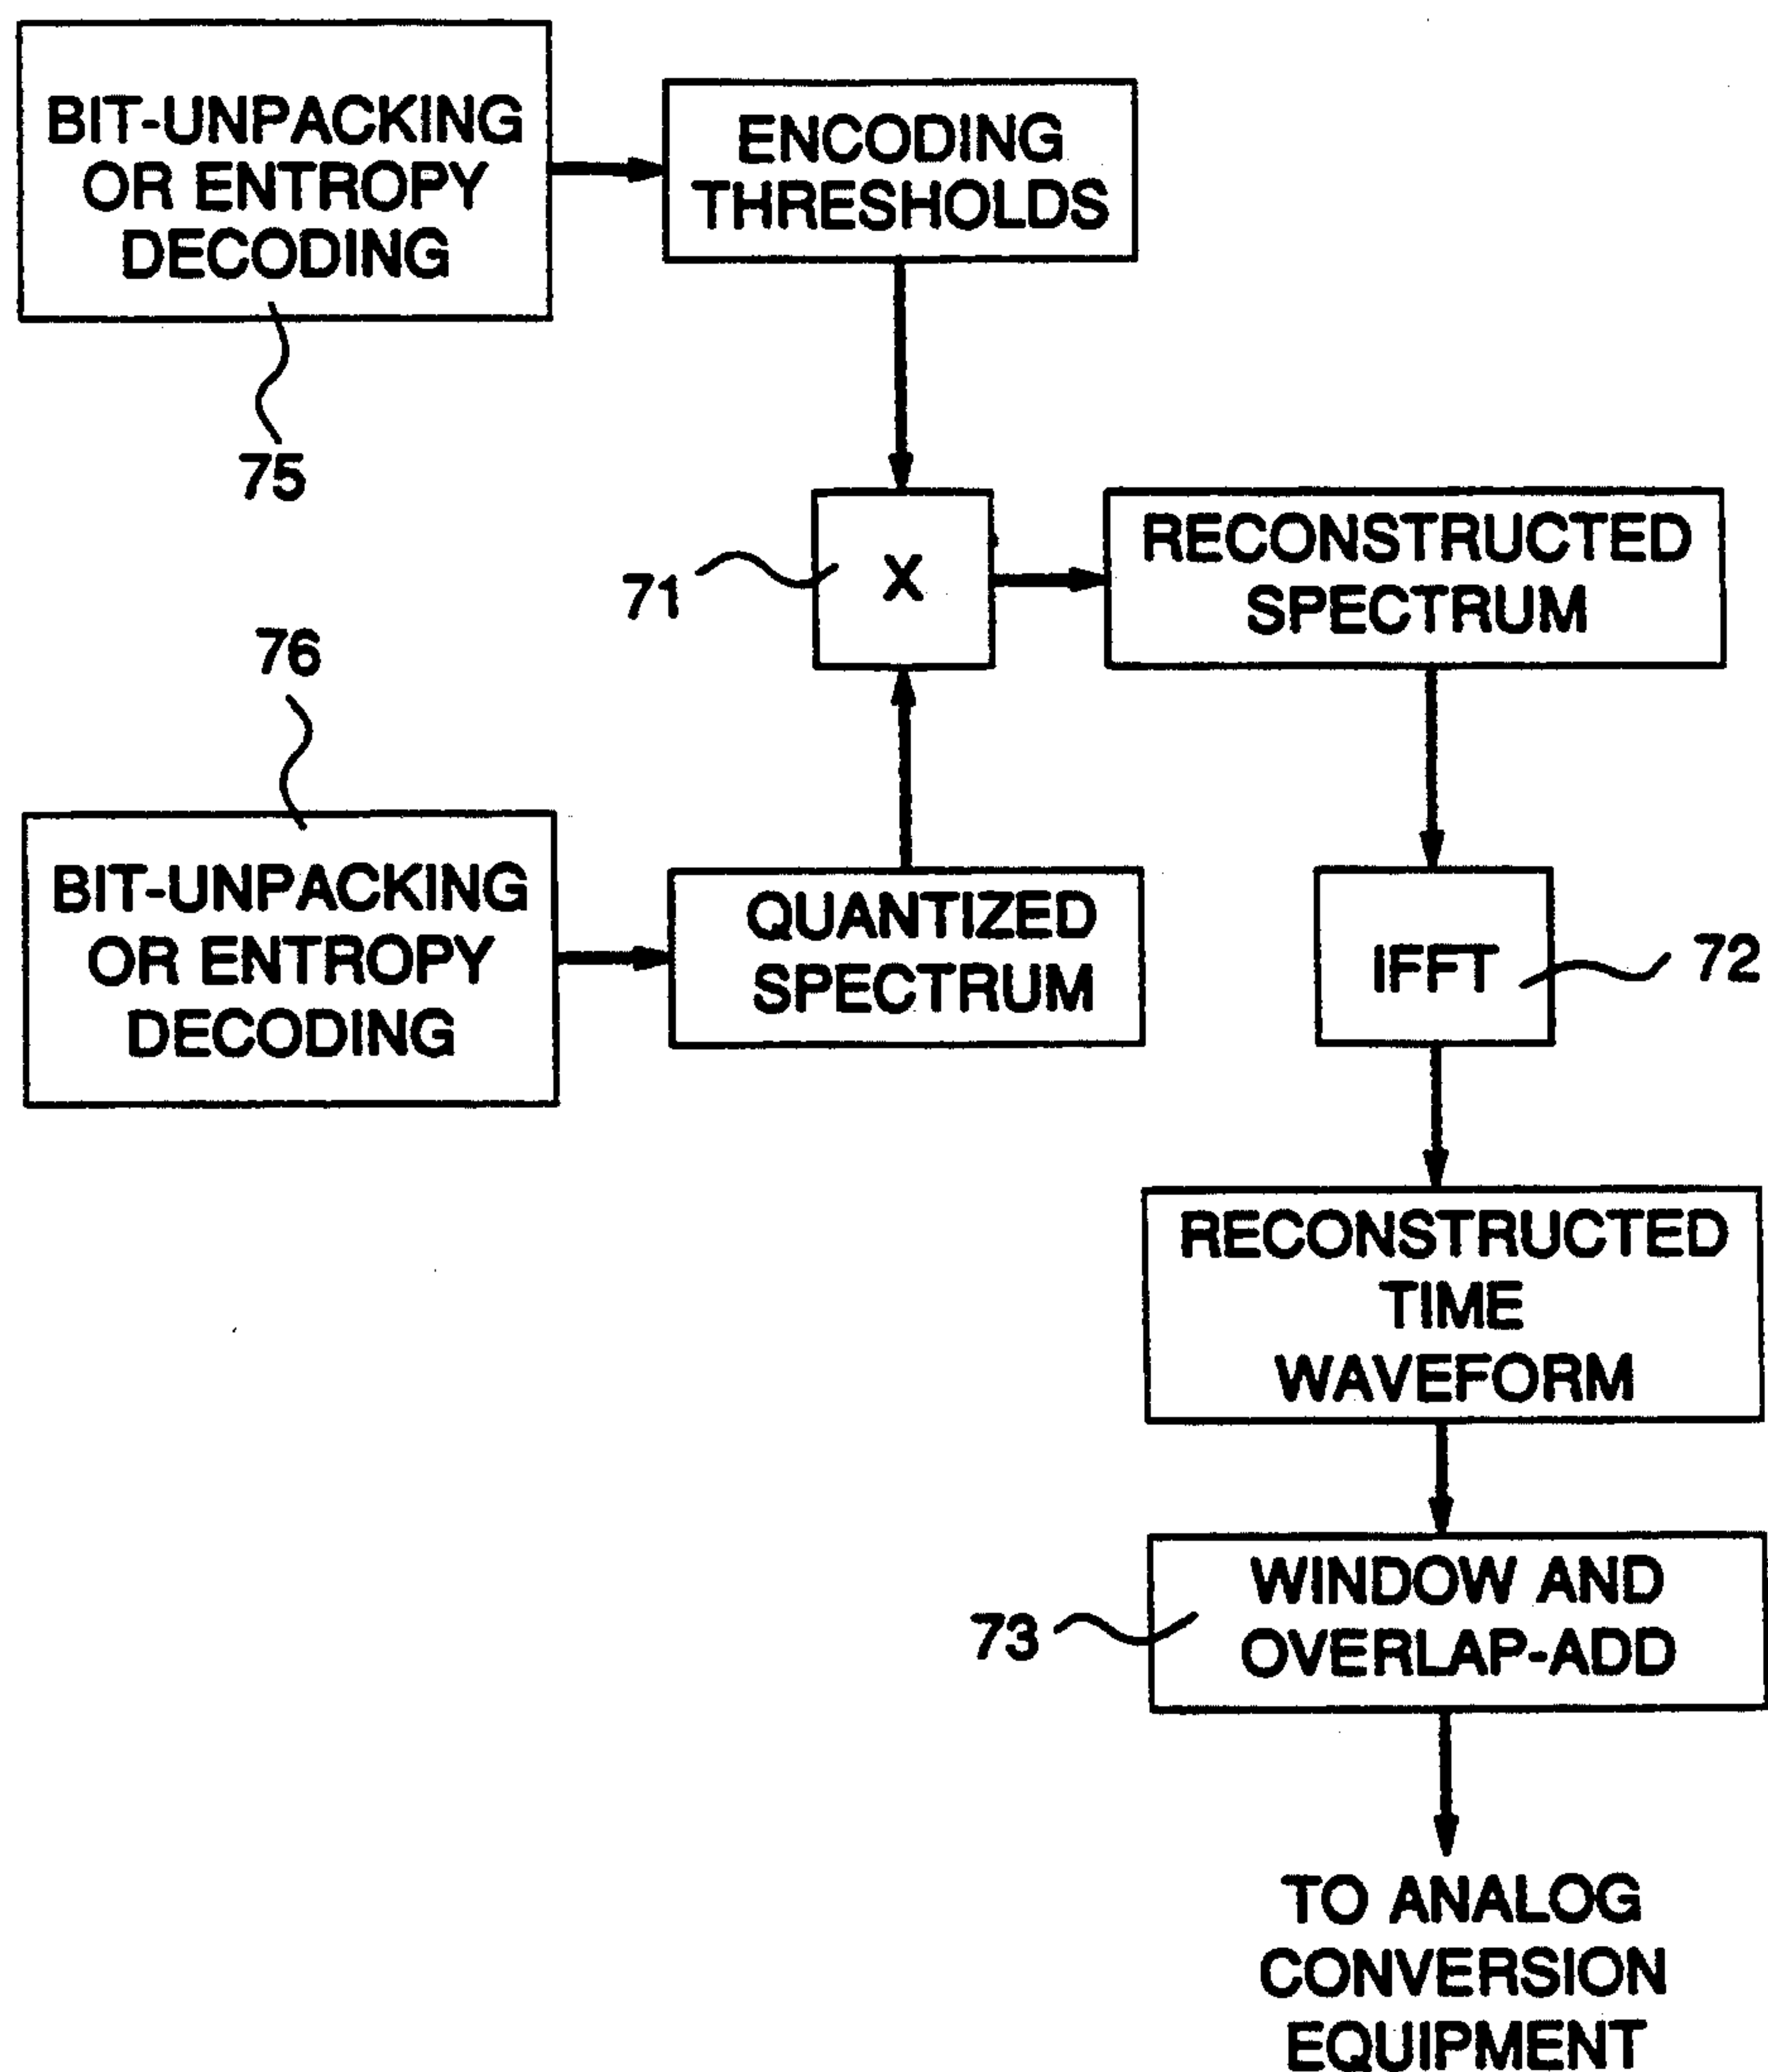 BIT-UNPACKING
OR ENTROPY
DECODING
75
ENCODING
THRESHOLDS
71
X
RECONSTRUCTED
SPECTRUM
76
BIT-UNPACKING
OR ENTROPY
DECODING
QUANTIZED
SPECTRUM
IFFT
72
RECONSTRUCTED
TIME
WAVEFORM
73
WINDOW AND
OVERLAP-ADD
TO ANALOG
CONVERSION
EQUIPMENT